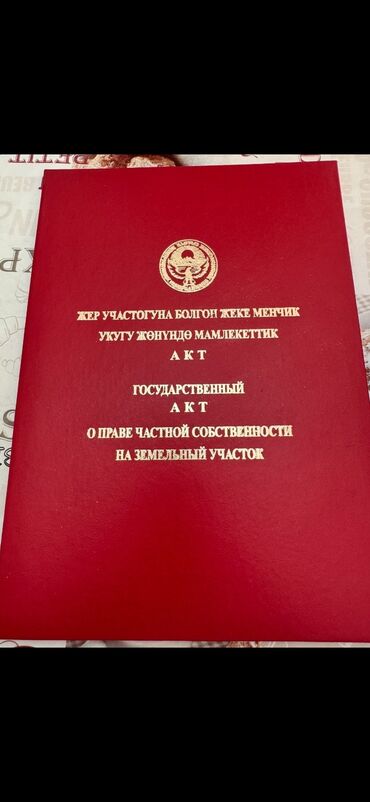 ЖЕР УЧАСТОГУНА БОЛГОН ЖЕКЕ МЕНЧИК
УКУГУ ЖӨНҮНДӨ МАМЛЕКЕТТИК
АКТ
ГОСУДАРСТВЕННЫЙ
АКТ
О ПРАВЕ ЧАСТНОЙ СОБСТВЕННОСТИ
НА ЗЕМЕЛЬНЫЙ УЧАСТОК